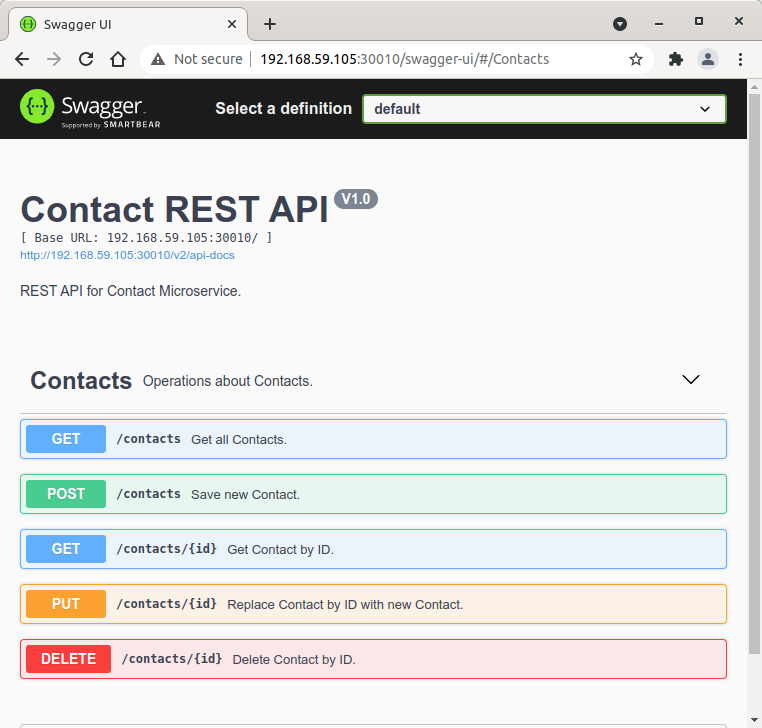 Swagger UI
Not secure 192.168.59.105:30010/swagger-ui/#/Contacts
{...} Swagger.
Supported by SMARTBEAR
Select a definition
default
Contact REST API V1.0
[ Base URL: 192.168.59.105:30010/ ]
http://192.168.59.105:30010/v2/api-docs
REST API for Contact Microservice.
Contacts Operations about Contacts.
GET /contacts Get all Contacts.
POST /contacts Save new Contact.
GET /contacts/{id} Get Contact by ID.
PUT /contacts/{id} Replace Contact by ID with new Contact.
DELETE /contacts/{id} Delete Contact by ID.